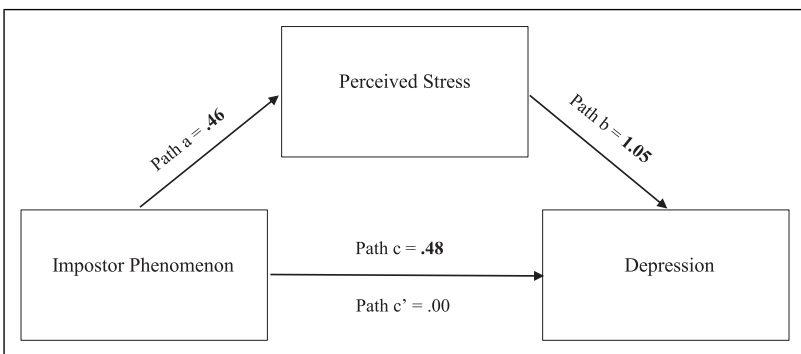 Perceived Stress
Path a = .46
Path b = 1.05
Impostor Phenomenon
Path c = .48
Path c’ = .00
Depression